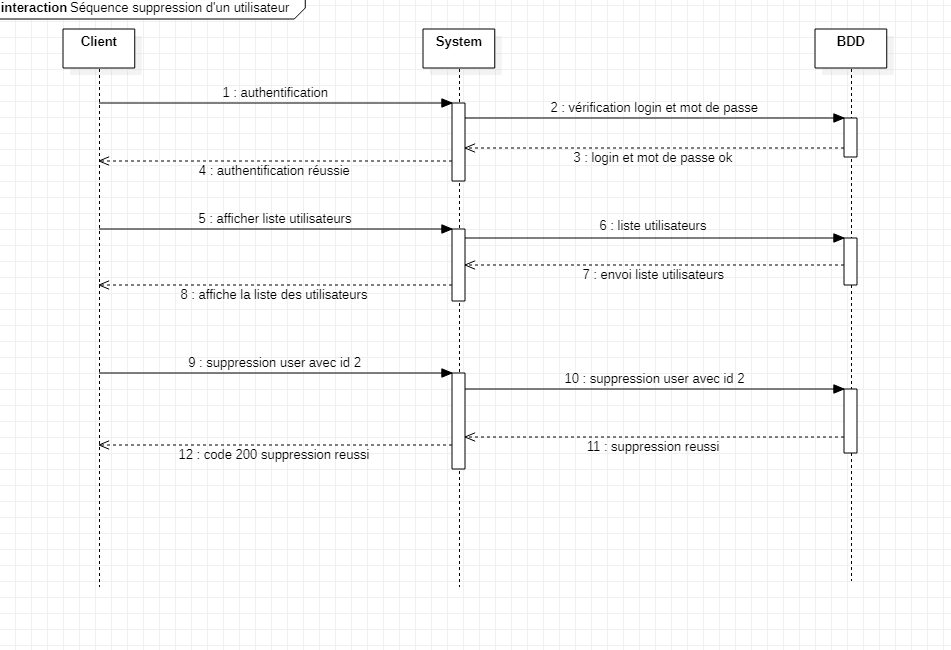 interaction Séquence suppression d'un utilisateur
Client
System
BDD
1 : authentification
2 : vérification login et mot de passe
3 : login et mot de passe ok
4 : authentification réussie
5 : afficher liste utilisateurs
6 : liste utilisateurs
7 : envoi liste utilisateurs
8 : affiche la liste des utilisateurs
9 : suppression user avec id 2
10 : suppression user avec id 2
11 : suppression reussi
12 : code 200 suppression reussi